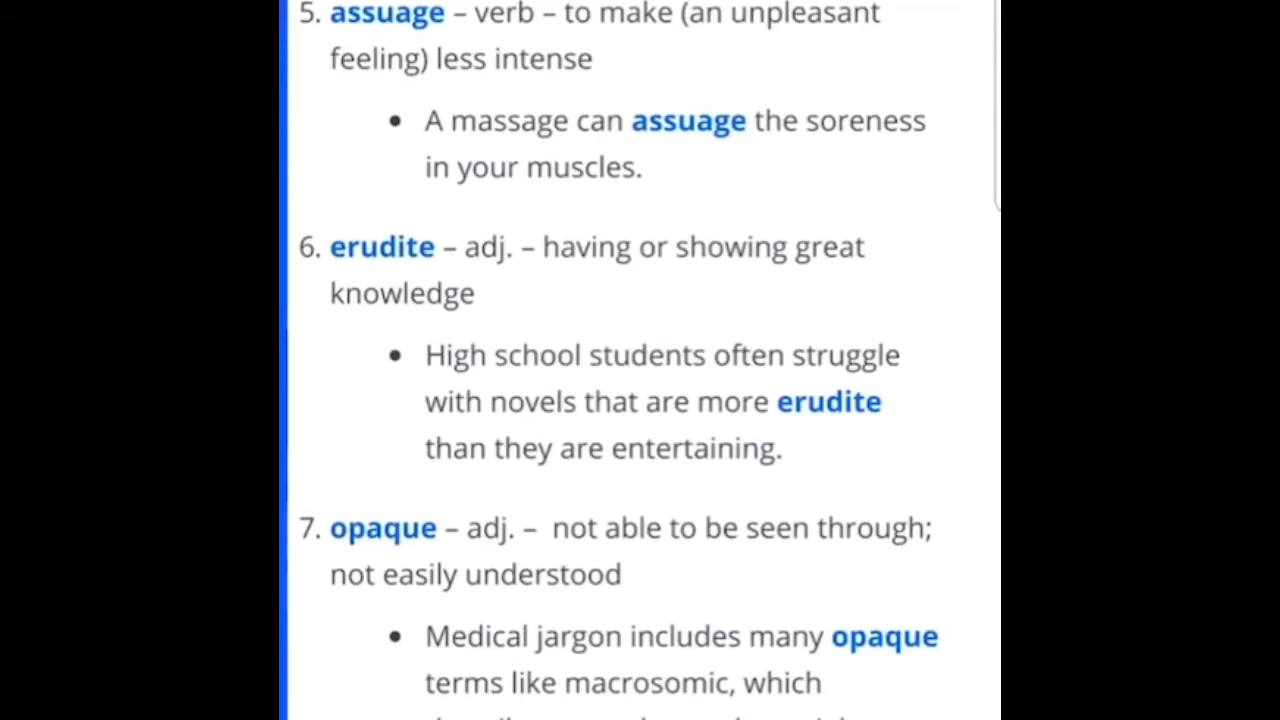 5. assuage – verb – to make (an unpleasant
feeling) less intense
• A massage can assuage the soreness
in your muscles.
6. erudite – adj. – having or showing great
knowledge
• High school students often struggle
with novels that are more erudite
than they are entertaining.
7. opaque – adj. – not able to be seen through;
not easily understood
• Medical jargon includes many opaque
terms like macrosomic, which